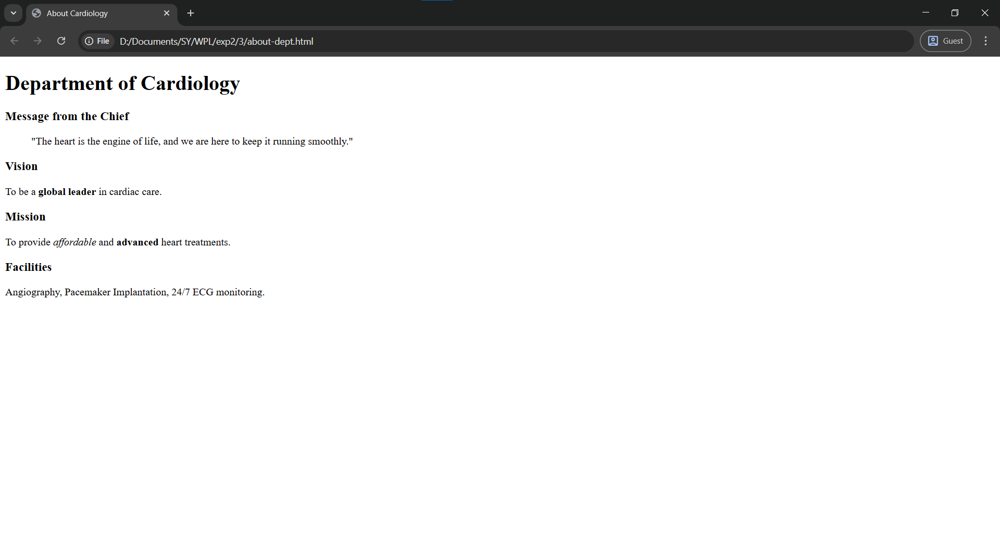 About Cardiology
File D:/Documents/SY/WPL/exp2/3/about-dept.html Guest
Department of Cardiology
Message from the Chief
"The heart is the engine of life, and we are here to keep it running smoothly."
Vision
To be a global leader in cardiac care.
Mission
To provide affordable and advanced heart treatments.
Facilities
Angiography, Pacemaker Implantation, 24/7 ECG monitoring.